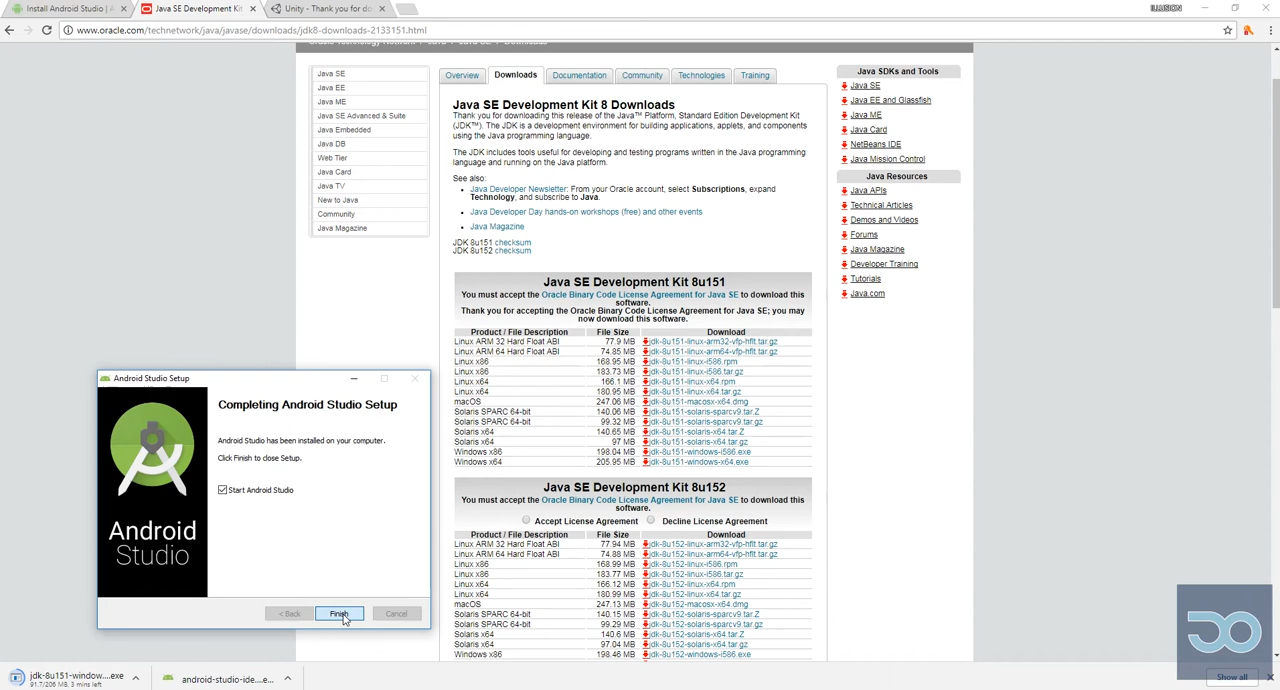 Install Android Studio | A
Java SE Development Kit
Unity - Thank you for do
ILLUSION
www.oracle.com/technetwork/java/javase/downloads/jdk8-downloads-2133151.html
Java SE
Java EE
Java ME
Java SE Advanced & Suite
Java Embedded
Java DB
Web Tier
Java Card
Java TV
New to Java
Community
Java Magazine
Overview
Downloads
Documentation
Community
Technologies
Training
Java SE Development Kit 8 Downloads
Thank you for downloading this release of the Java™ Platform, Standard Edition Development Kit
(JDK™). The JDK is a development environment for building applications, applets, and components
using the Java programming language.
The JDK includes tools useful for developing and testing programs written in the Java programming
language and running on the Java platform.
See also:
Java Developer Newsletter: From your Oracle account, select Subscriptions, expand
Technology, and subscribe to Java.
Java Developer Day hands-on workshops (free) and other events
Java Magazine
JDK 8u151 checksum
JDK 8u152 checksum
Java SE Development Kit 8u151
You must accept the Oracle Binary Code License Agreement for Java SE to download this
software.
Thank you for accepting the Oracle Binary Code License Agreement for Java SE; you may
now download this software.
Product / File Description File Size Download
Linux ARM 32 Hard Float ABI 77.9 MB jdk-8u151-linux-arm32-vfp-hflt.tar.gz
Linux ARM 64 Hard Float ABI 74.85 MB jdk-8u151-linux-arm64-vfp-hflt.tar.gz
Linux x86 168.95 MB jdk-8u151-linux-i586.rpm
Linux x86 183.73 MB jdk-8u151-linux-i586.tar.gz
Linux x64 166.1 MB jdk-8u151-linux-x64.rpm
Linux x64 180.95 MB jdk-8u151-linux-x64.tar.gz
macOS 247.06 MB jdk-8u151-macosx-x64.dmg
Solaris SPARC 64-bit 140.06 MB jdk-8u151-solaris-sparcv9.tar.Z
Solaris SPARC 64-bit 99.32 MB jdk-8u151-solaris-sparcv9.tar.gz
Solaris x64 140.65 MB jdk-8u151-solaris-x64.tar.Z
Solaris x64 97 MB jdk-8u151-solaris-x64.tar.gz
Windows x86 198.04 MB jdk-8u151-windows-i586.exe
Windows x64 205.95 MB jdk-8u151-windows-x64.exe
Java SE Development Kit 8u152
You must accept the Oracle Binary Code License Agreement for Java SE to download this
software.
Accept License Agreement Decline License Agreement
Product / File Description File Size Download
Linux ARM 32 Hard Float ABI 77.94 MB jdk-8u152-linux-arm32-vfp-hflt.tar.gz
Linux ARM 64 Hard Float ABI 74.88 MB jdk-8u152-linux-arm64-vfp-hflt.tar.gz
Linux x86 168.99 MB jdk-8u152-linux-i586.rpm
Linux x86 183.77 MB jdk-8u152-linux-i586.tar.gz
Linux x64 166.12 MB jdk-8u152-linux-x64.rpm
Linux x64 180.99 MB jdk-8u152-linux-x64.tar.gz
macOS 247.13 MB jdk-8u152-macosx-x64.dmg
Solaris SPARC 64-bit 140.15 MB jdk-8u152-solaris-sparcv9.tar.Z
Solaris SPARC 64-bit 99.29 MB jdk-8u152-solaris-sparcv9.tar.gz
Solaris x64 140.6 MB jdk-8u152-solaris-x64.tar.Z
Solaris x64 97.04 MB jdk-8u152-solaris-x64.tar.gz
Windows x86 198.46 MB jdk-8u152-windows-i586.exe
Java SDKs and Tools
Java SE
Java EE and Glassfish
Java ME
Java Card
NetBeans IDE
Java Mission Control
Java Resources
Java APIs
Technical Articles
Demos and Videos
Forums
Java Magazine
Developer Training
Tutorials
Java.com
Android Studio Setup
Completing Android Studio Setup
Android Studio has been installed on your computer.
Click Finish to close Setup.
Start Android Studio
Android
Studio
< Back
Finish
Cancel
jdk-8u151-window....exe
91.7/206 MB, 3 mins left
android-studio-ide....e...
Show all